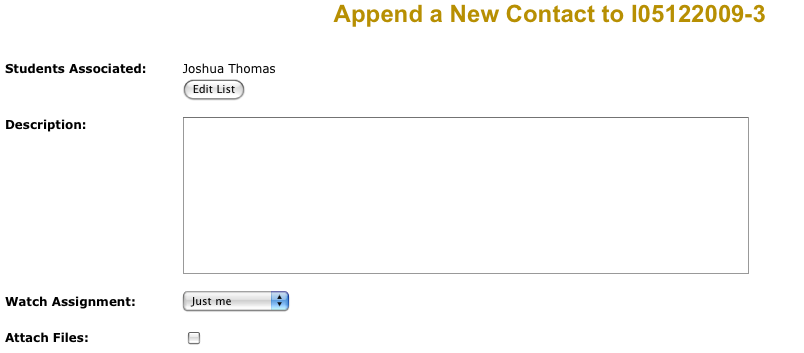 Append a New Contact to I05122009-3
Students Associated: Joshua Thomas
Edit List
Description:
Watch Assignment: Just me
Attach Files: